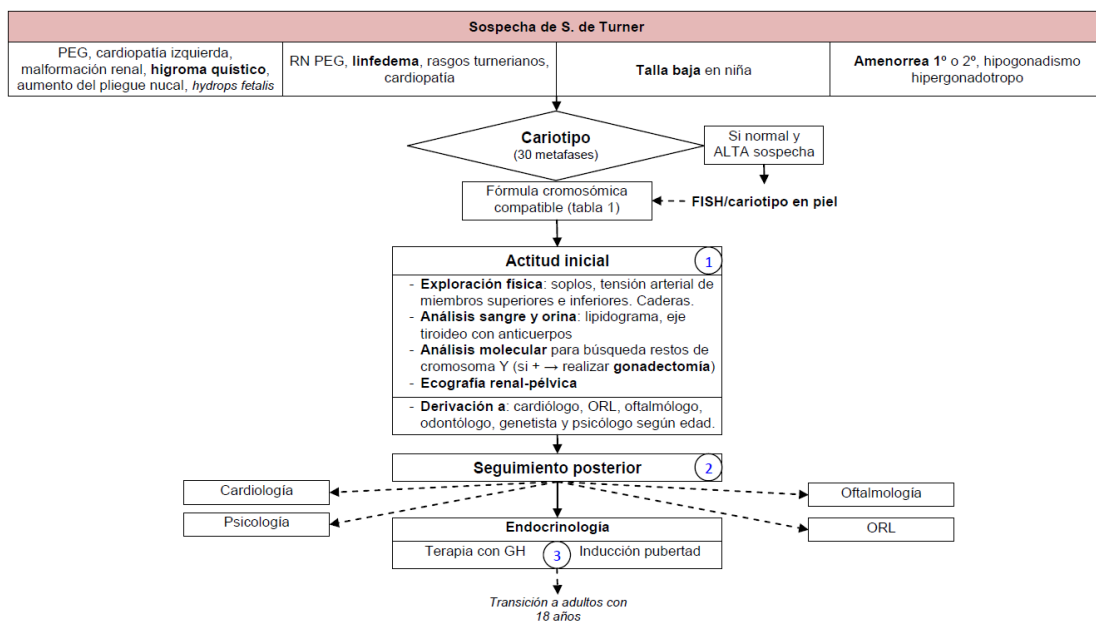 Sospecha de S. de Turner
PEG, cardiopatía izquierda,
malformación renal, higroma quístico,
aumento del pliegue nucal, hydrops fetalis
RN PEG, linfedema, rasgos turnerianos,
cardiopatía
Talla baja en niña
Amenorrea 1º o 2º, hipogonadismo
hipergonadotropo
Cariotipo
(30 metafases)
Si normal y
ALTA sospecha
Fórmula cromosómica
compatible (tabla 1)
FISH/cariotipo en piel
Actitud inicial
1
- Exploración física: soplos, tensión arterial de
miembros superiores e inferiores. Caderas.
- Análisis sangre y orina: lipidograma, eje
tiroideo con anticuerpos
- Análisis molecular para búsqueda restos de
cromosoma Y (si + → realizar gonadectomía)
- Ecografía renal-pélvica
- Derivación a: cardiólogo, ORL, oftalmólogo,
odontólogo, genetista y psicólogo según edad.
Seguimiento posterior
2
Cardiología
Oftalmología
Psicología
ORL
Endocrinología
Terapia con GH
3
Inducción pubertad
Transición a adultos con
18 años